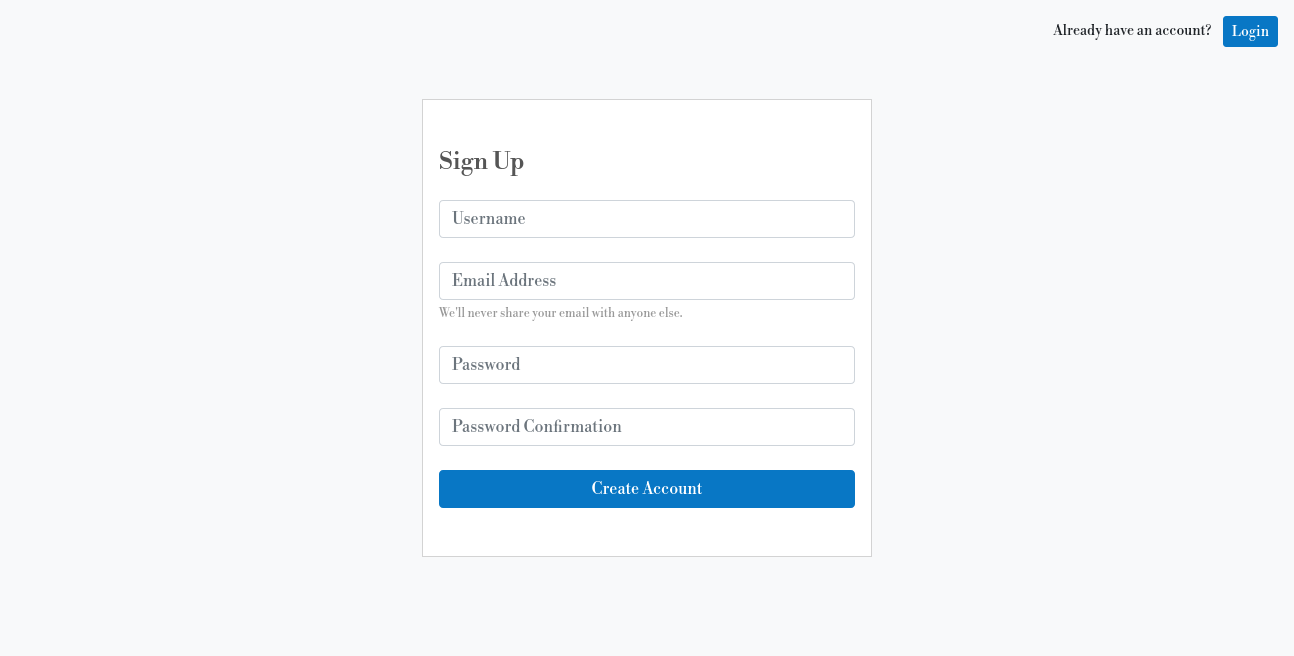 Already have an account? Login
Sign Up
Username
Email Address
We'll never share your email with anyone else.
Password
Password Confirmation
Create Account